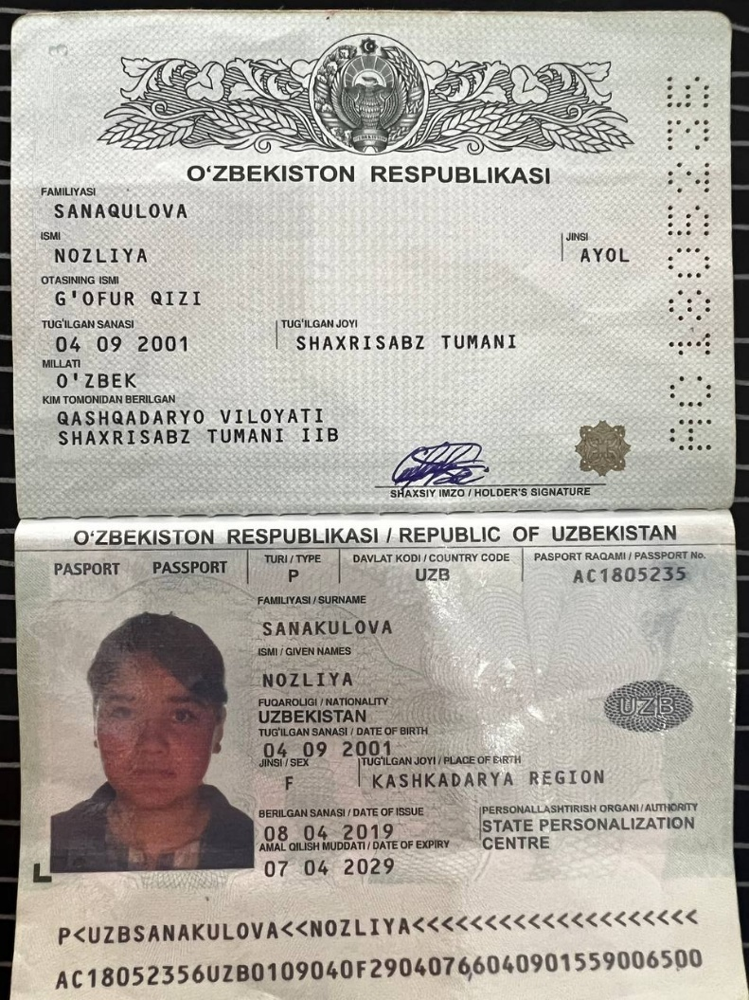 3
O‘ZBEKISTON RESPUBLIKASI
FAMILIYASI
SANAQULOVA
ISMI JINSI
NOZLIYA AYOL
OTASINING ISMI
G'OFUR QIZI
TUG‘ILGAN SANASI TUG‘ILGAN JOYI
04 09 2001 SHAXRISABZ TUMANI
MILLATI
O'ZBEK
KIM TOMONIDAN BERILGAN
QASHQADARYO VILOYATI
SHAXRISABZ TUMANI IIB
SHAXSIY IMZO / HOLDER'S SIGNATURE
AC1805235
O‘ZBEKISTON RESPUBLIKASI / REPUBLIC OF UZBEKISTAN
PASPORT PASSPORT TURI / TYPE DAVLAT KODI / COUNTRY CODE PASPORT RAQAMI / PASSPORT No.
P UZB AC1805235
FAMILIYASI / SURNAME
SANAKULOVA
ISMI / GIVEN NAMES
NOZLIYA
FUQAROLIGI / NATIONALITY
UZBEKISTAN
UZB
TUG‘ILGAN SANASI / DATE OF BIRTH
04 09 2001
JINSI / SEX TUG‘ILGAN JOYI / PLACE OF BIRTH
F KASHKADARYA REGION
BERILGAN SANASI / DATE OF ISSUE PERSONALLASHTIRISH ORGANI / AUTHORITY
08 04 2019 STATE PERSONALIZATION
AMAL QILISH MUDDATI / DATE OF EXPIRY CENTRE
07 04 2029
P<UZBSANAKULOVA<<NOZLIYA<<<<<<<<<<<<<<<<<<<<
AC18052356UZB0109040F29040766040901559006500